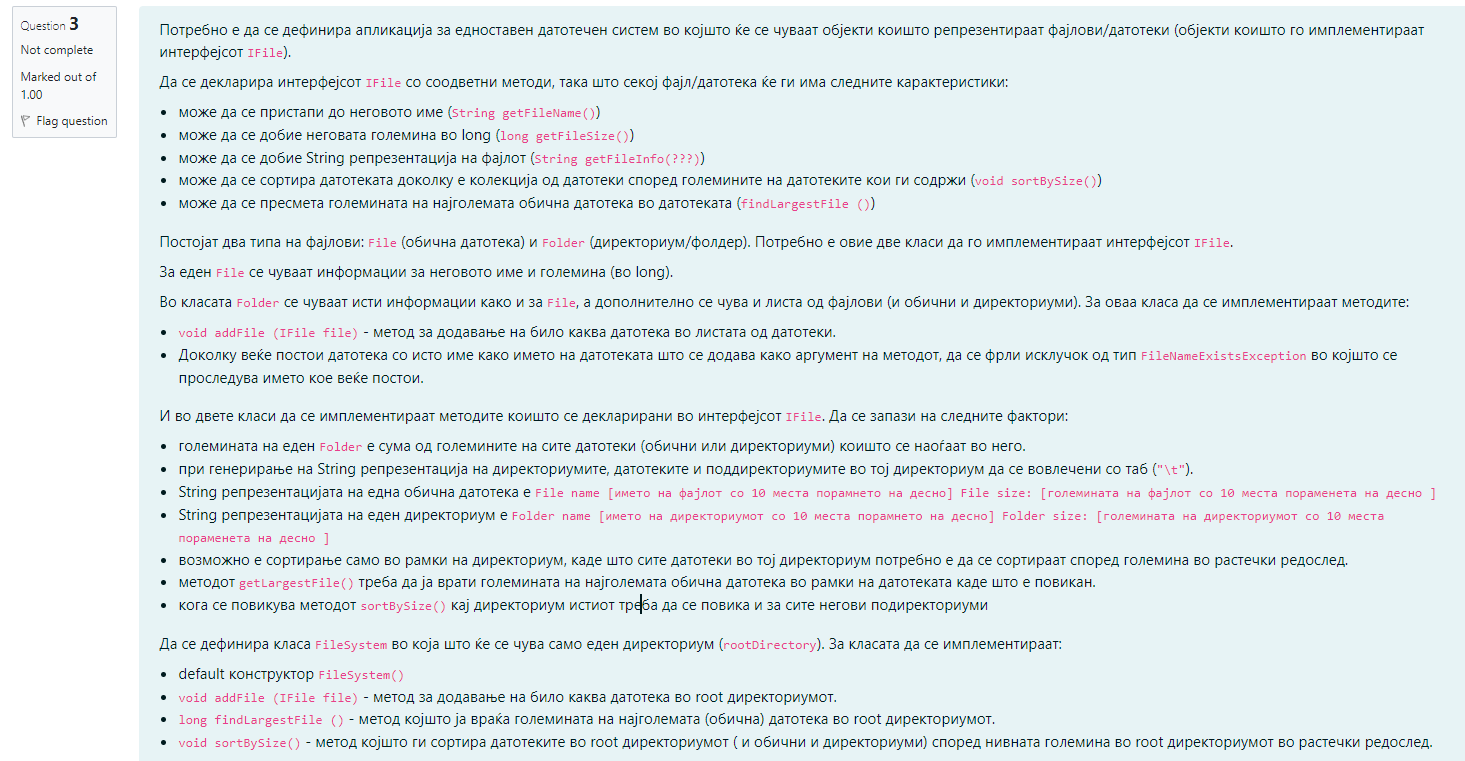 Question 3
Not complete
Marked out of
1.00
Flag question
Потребно е да се дефинира апликација за едноставен датотечен систем во којшто ќе се чуваат објекти коишто репрезентираат фајлови/датотеки (објекти коишто го имплементираат
интерфејсот IFile).
Да се декларира интерфејсот IFile со соодветни методи, така што секој фајл/датотека ќе ги има следните карактеристики:
• може да се пристапи до неговото име (String getFileName())
• може да се добие неговата големина во long (long getFileSize())
• може да се добие String репрезентација на фајлот (String getFileInfo(???))
• може да се сортира датотеката доколку е колекција од датотеки според големините на датотеките кои ги содржи (void sortBySize())
• може да се пресмета големината на најголемата обична датотека во датотеката (findLargestFile ())
Постојат два типа на фајлови: File (обична датотека) и Folder (директориум/фолдер). Потребно е овие две класи да го имплементираат интерфејсот IFile.
За еден File се чуваат информации за неговото име и големина (во long).
Во класата Folder се чуваат исти информации како и за File, а дополнително се чува и листа од фајлови (и обични и директориуми). За оваа класа да се имплементираат методите:
• void addFile (IFile file) - метод за додавање на било каква датотека во листата од датотеки.
• Доколку веќе постои датотека со исто име како името на датотеката што се додава како аргумент на методот, да се фрли исклучок од тип FileNameExistsException во којшто се
проследува името кое веќе постои.
И во двете класи да се имплементираат методите коишто се декларирани во интерфејсот IFile. Да се запази на следните фактори:
• големината на еден Folder е сума од големините на сите датотеки (обични или директориуми) коишто се наоѓаат во него.
• при генерирање на String репрезентација на директориумите, датотеките и поддиректориумите во тој директориум да се вовлечени со таб ("\t").
• String репрезентацијата на една обична датотека е File name [името на фајлот со 10 места порамнето на десно] File size: [големината на фајлот со 10 места пораменета на десно ]
• String репрезентацијата на еден директориум е Folder name [името на директориумот со 10 места порамнето на десно] Folder size: [големината на директориумот со 10 места
пораменета на десно ]
• возможно е сортирање само во рамки на директориум, каде што сите датотеки во тој директориум потребно е да се сортираат според големина во растечки редослед.
• методот getLargestFile() треба да ја врати големината на најголемата обична датотека во рамки на датотеката каде што е повикан.
• кога се повикува методот sortBySize() кај директориум истиот треба да се повика и за сите негови подиректориуми
Да се дефинира класа FileSystem во која што ќе се чува само еден директориум (rootDirectory). За класата да се имплементираат:
• default конструктор FileSystem()
• void addFile (IFile file) - метод за додавање на било каква датотека во root директориумот.
• long findLargestFile () - метод којшто ја враќа големината на најголемата (обична) датотека во root директориумот.
• void sortBySize() - метод којшто ги сортира датотеките во root директориумот ( и обични и директориуми) според нивната големина во root директориумот во растечки редослед.